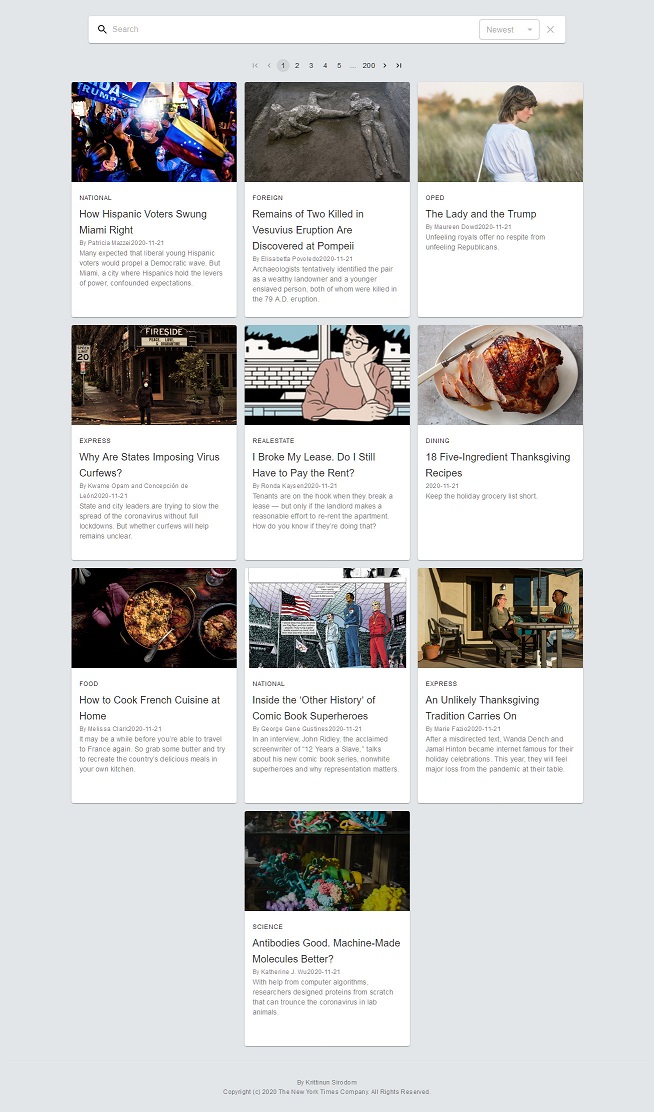 Search
Newest
1 2 3 4 5 ... 200
TRUMP
NATIONAL
How Hispanic Voters Swung
Miami Right
By Patricia Mazzei2020-11-21
Many expected that liberal young Hispanic
voters would propel a Democratic wave. But
Miami, a city where Hispanics hold the levers
of power, confounded expectations.
FOREIGN
Remains of Two Killed in
Vesuvius Eruption Are
Discovered at Pompeii
By Elisabetta Povoledo2020-11-21
Archaeologists tentatively identified the pair
as a wealthy landowner and a younger
enslaved person, both of whom were killed in
the 79 A.D. eruption.
OPED
The Lady and the Trump
By Maureen Dowd2020-11-21
Unfeeling royals offer no respite from
unfeeling Republicans.
FIRESIDE
PEACE, LOVE
& QUARANTINE
SPEED
LIMIT
20
EXPRESS
Why Are States Imposing Virus
Curfews?
By Kwame Opam and Concepción de
León2020-11-21
State and city leaders are trying to slow the
spread of the coronavirus without full
lockdowns. But whether curfews will help
remains unclear.
REALESTATE
I Broke My Lease. Do I Still
Have to Pay the Rent?
By Ronda Kaysen2020-11-21
Tenants are on the hook when they break a
lease — but only if the landlord makes a
reasonable effort to re-rent the apartment.
How do you know if they're doing that?
DINING
18 Five-Ingredient Thanksgiving
Recipes
2020-11-21
Keep the holiday grocery list short.
FOOD
How to Cook French Cuisine at
Home
By Melissa Clark2020-11-21
It may be a while before you're able to travel
to France again. So grab some butter and try
to recreate the country's delicious meals in
your own kitchen.
NATIONAL
Inside the 'Other History' of
Comic Book Superheroes
By George Gene Gustines2020-11-21
In an interview, John Ridley, the acclaimed
screenwriter of "12 Years a Slave," talks
about his new comic book series, nonwhite
superheroes and why representation matters.
EXPRESS
An Unlikely Thanksgiving
Tradition Carries On
By Marie Fazio2020-11-21
After a misdirected text, Wanda Dench and
Jamal Hinton became internet famous for their
holiday celebrations. This year, they will feel
major loss from the pandemic at their table.
SCIENCE
Antibodies Good. Machine-Made
Molecules Better?
By Katherine J. Wu2020-11-21
With help from computer algorithms,
researchers designed proteins from scratch
that can trounce the coronavirus in lab
animals.
By Krittinun Sirodom
Copyright (c) 2020 The New York Times Company. All Rights Reserved.